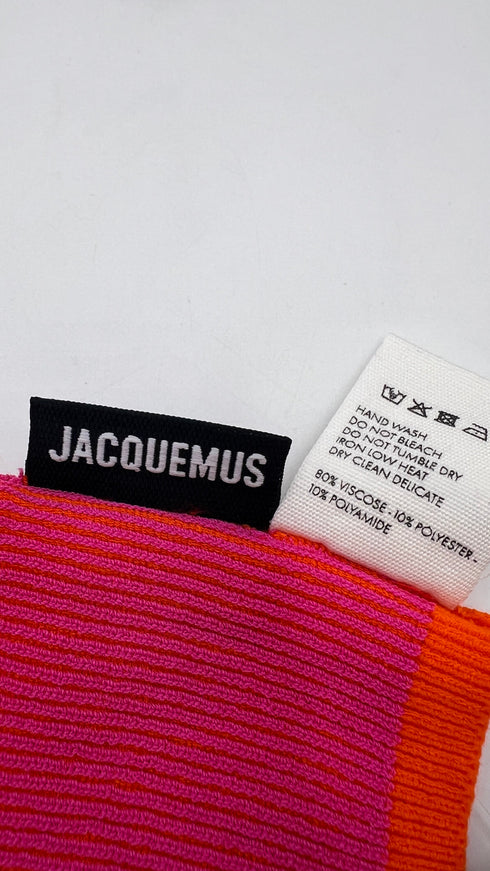 JACQUEMUS
HAND WASH
DO NOT BLEACH
DO NOT TUMBLE DRY
IRON LOW HEAT
DRY CLEAN DELICATE
80% VISCOSE - 10% POLYESTER -
10% POLYAMIDE